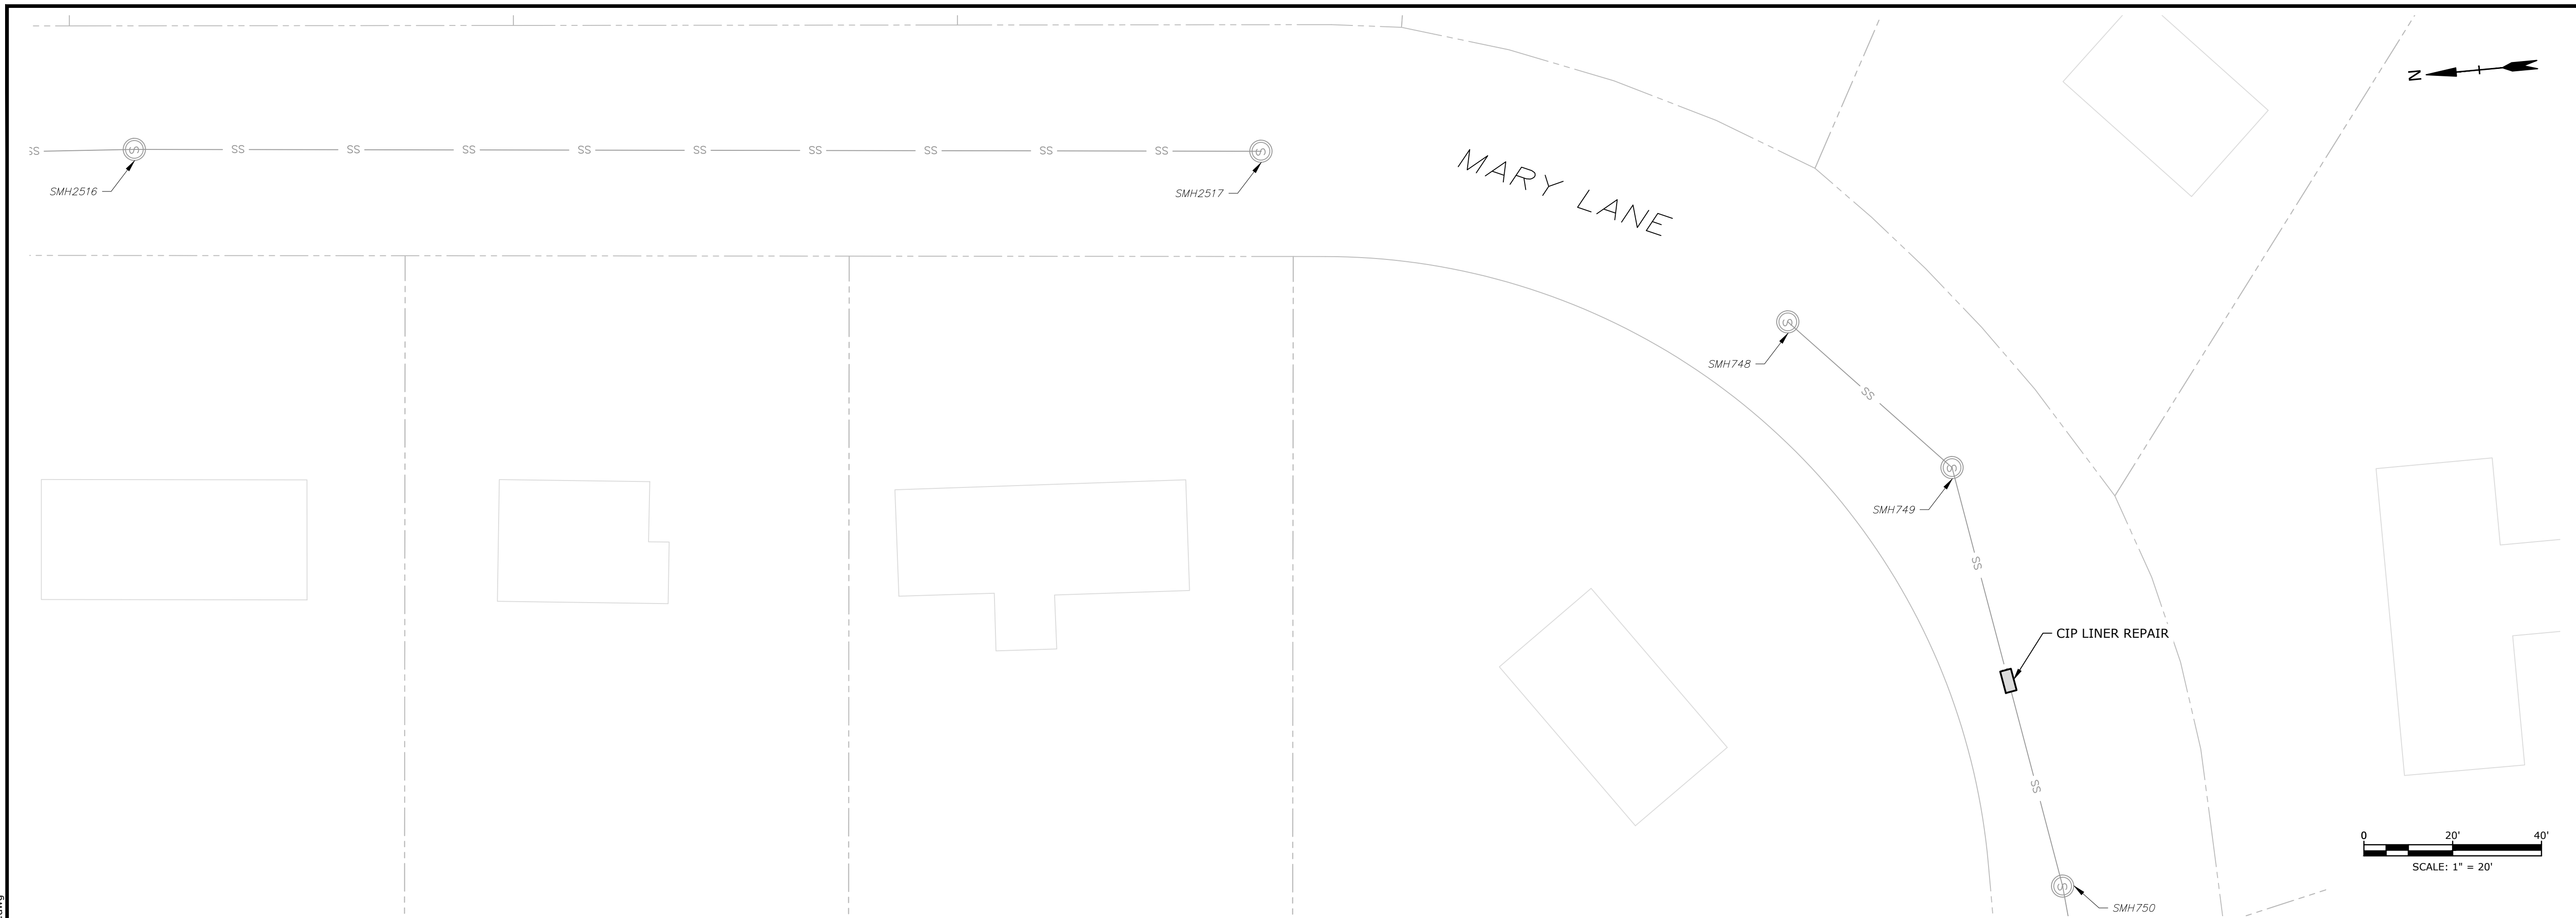 N
SS SS SS SS SS SS SS SS SS SS
SMH2516
SMH2517
MARY LANE
SMH748
SS
SMH749
SS
CIP LINER REPAIR
SS
SMH750
0 20' 40'
SCALE: 1" = 20'
S
S
S
S
S